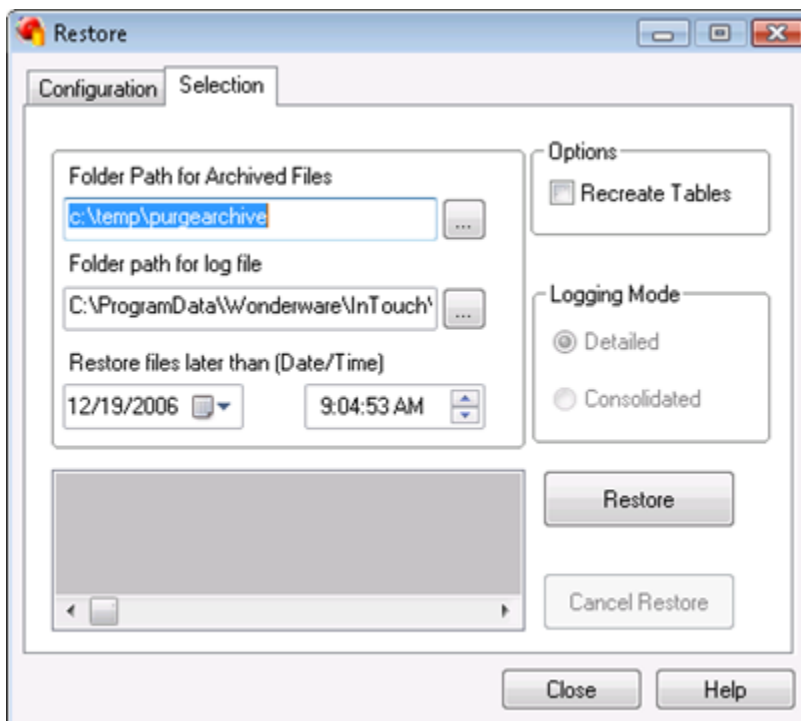 Restore
Configuration
Selection
Folder Path for Archived Files
c:\temp\purgearchive
...
Folder path for log file
C:\ProgramData\Wonderware\InTouch\
...
Restore files later than (Date/Time)
12/19/2006
9:04:53 AM
Options
Recreate Tables
Logging Mode
Detailed
Consolidated
Restore
Cancel Restore
Close
Help